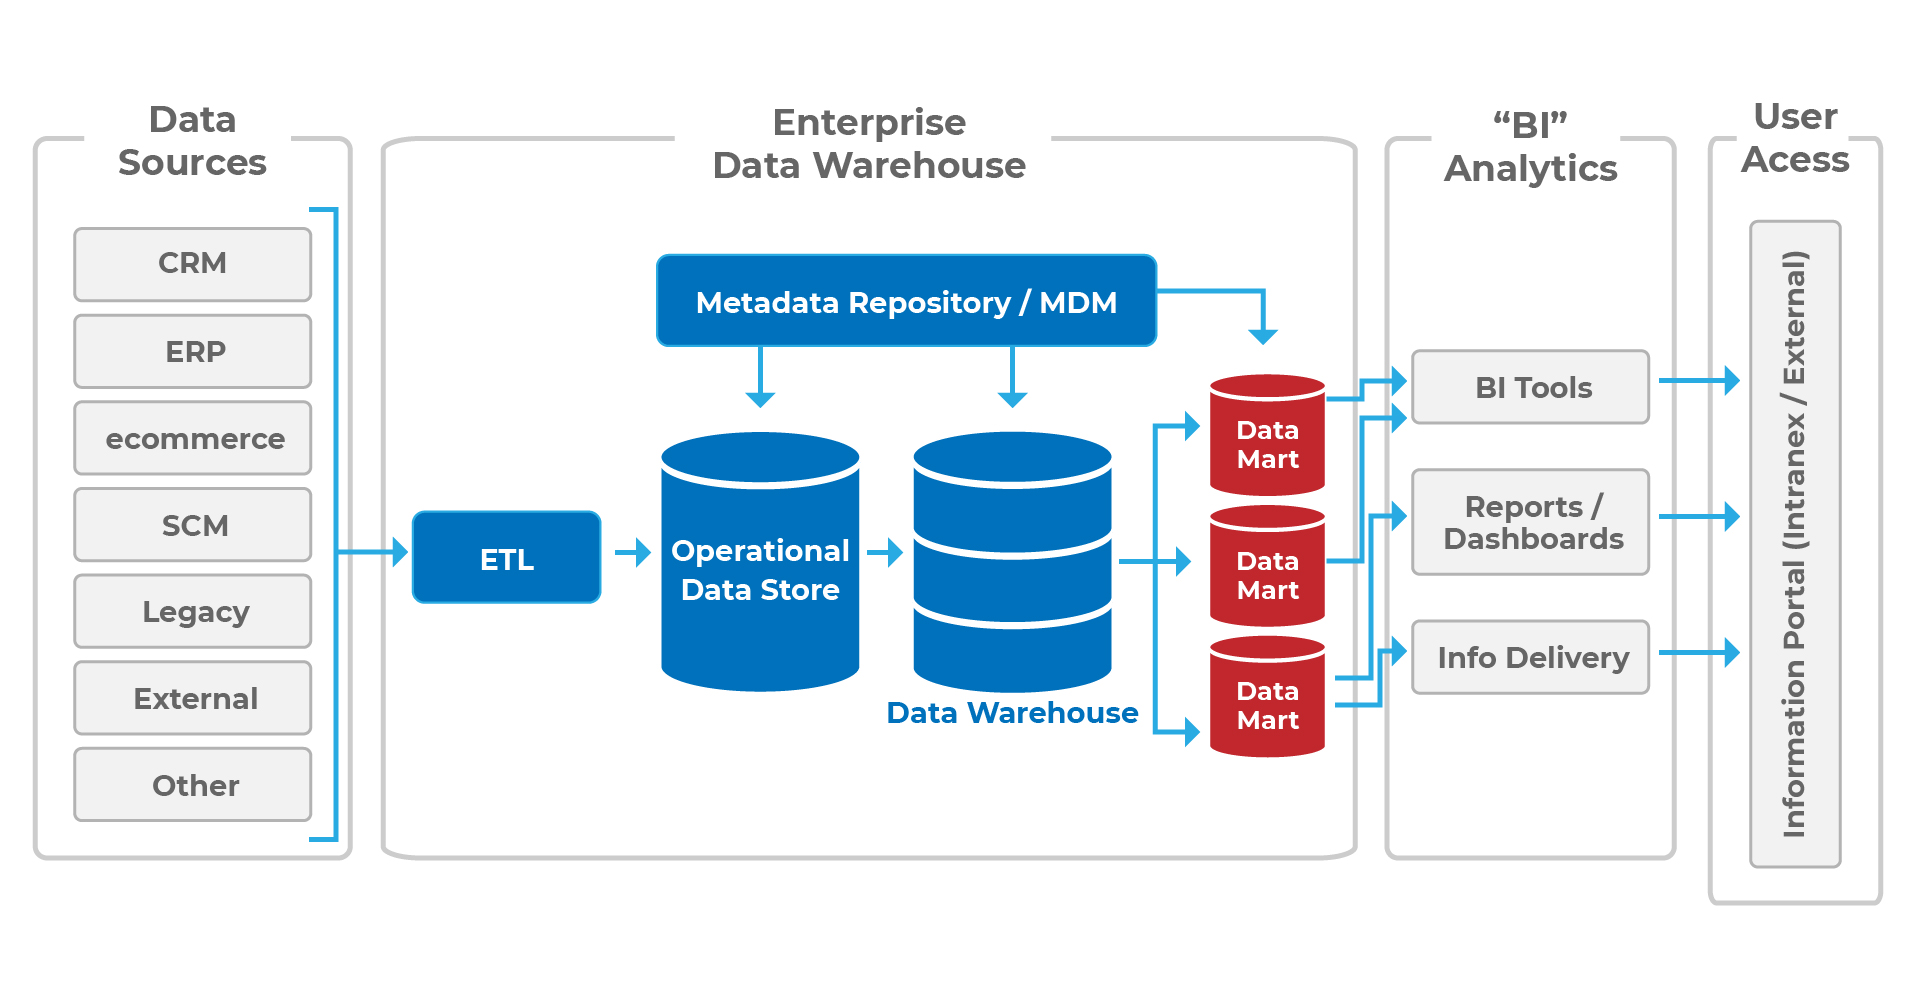 Data
Sources
CRM
ERP
ecommerce
SCM
Legacy
External
Other
Enterprise
Data Warehouse
Metadata Repository / MDM
ETL
Operational
Data Store
Data Warehouse
Data
Mart
Data
Mart
Data
Mart
“BI”
Analytics
BI Tools
Reports /
Dashboards
Info Delivery
User
Acess
Information Portal (Intranex / External)